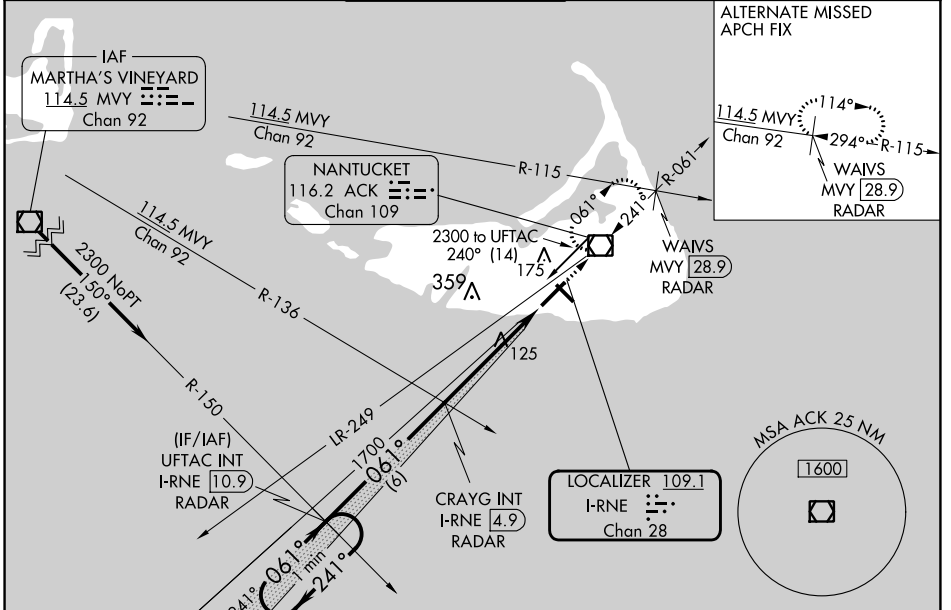 IAF
MARTHA'S VINEYARD
114.5 MVY
Chan 92
114.5 MVY
Chan 92
R-115
R-061
NANTUCKET
116.2 ACK
Chan 109
061°
241°
2300 to UFTAC
240° (14)
175
359
125
WAIVS
MVY 28.9
RADAR
ALTERNATE MISSED
APCH FIX
114.5 MVY
Chan 92
114°
294°
R-115
WAIVS
MVY 28.9
RADAR
114.5 MVY
Chan 92
R-136
2300 NoPT
150°
(23.6)
R-150
LR-249
1700
061°
(6)
(IF/IAF)
UFTAC INT
I-RNE 10.9
RADAR
CRAYG INT
I-RNE 4.9
RADAR
LOCALIZER 109.1
I-RNE
Chan 28
MSA ACK 25 NM
1600
061°
1 min
241°
241°